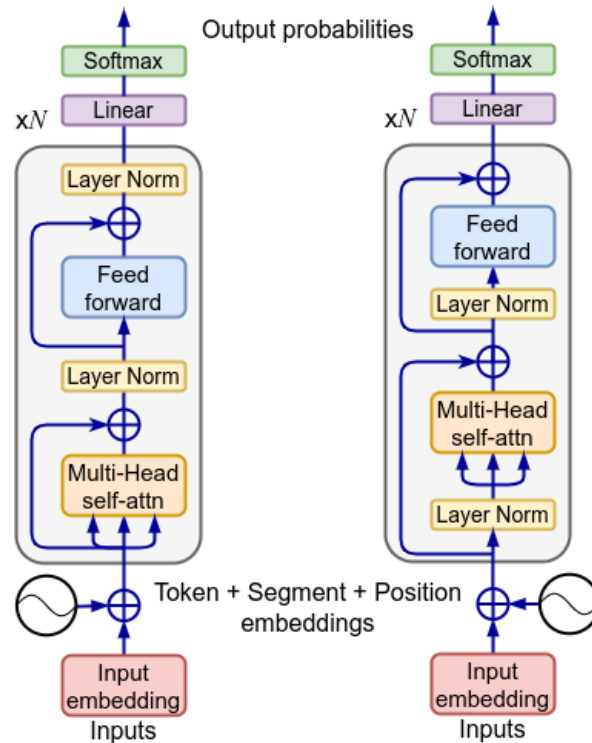 Output probabilities
Softmax
Linear
xN
Layer Norm
Feed
forward
Layer Norm
Multi-Head
self-attn
Token + Segment + Position
embeddings
Input
embedding
Inputs
Softmax
Linear
xN
Feed
forward
Layer Norm
Multi-Head
self-attn
Layer Norm
Input
embedding
Inputs